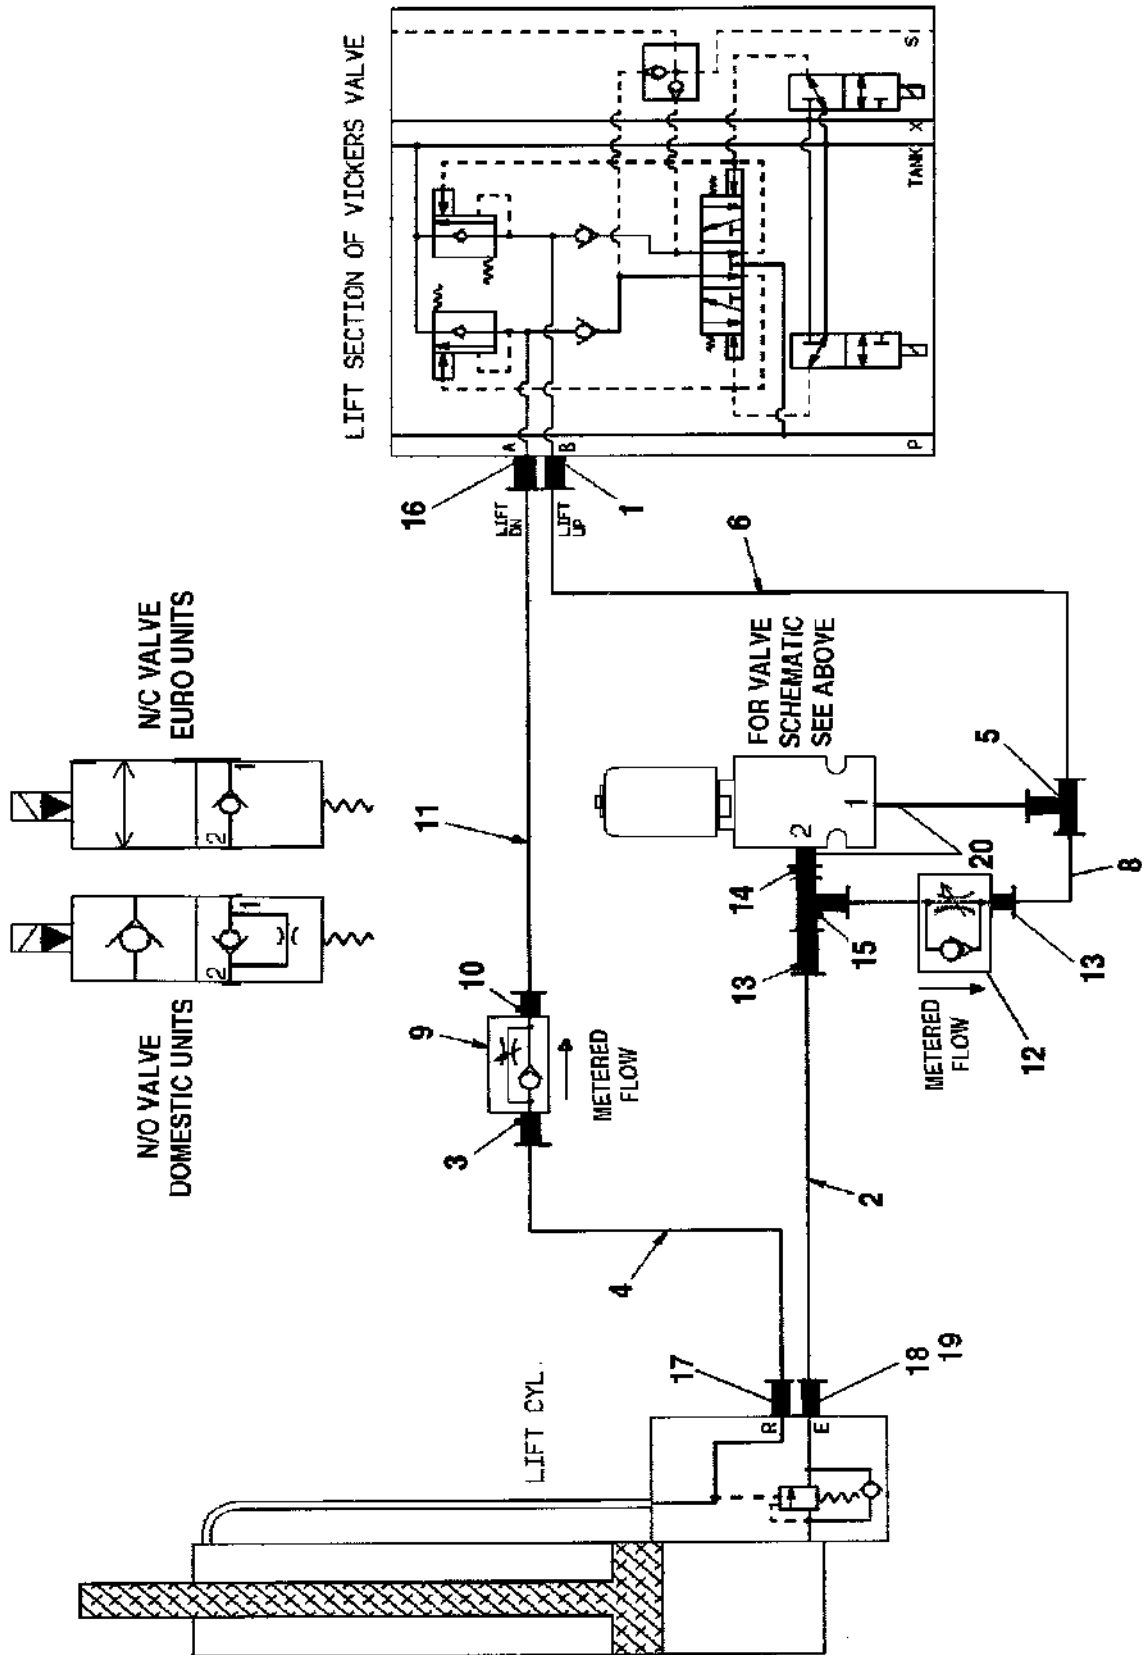 N/O VALVE
DOMESTIC UNITS
2
1
N/C VALVE
EURO UNITS
2
1
LIFT SECTION OF VICKERS VALVE
A
B
P
TANK
X
S
16
LIFT
DN
LIFT
UP
1
11
6
9
10
3
METERED
FLOW
4
FOR VALVE
SCHEMATIC
SEE ABOVE
2
1
14
15
13
20
5
8
METERED
FLOW
12
13
2
LIFT CYL.
17
R
E
18
19